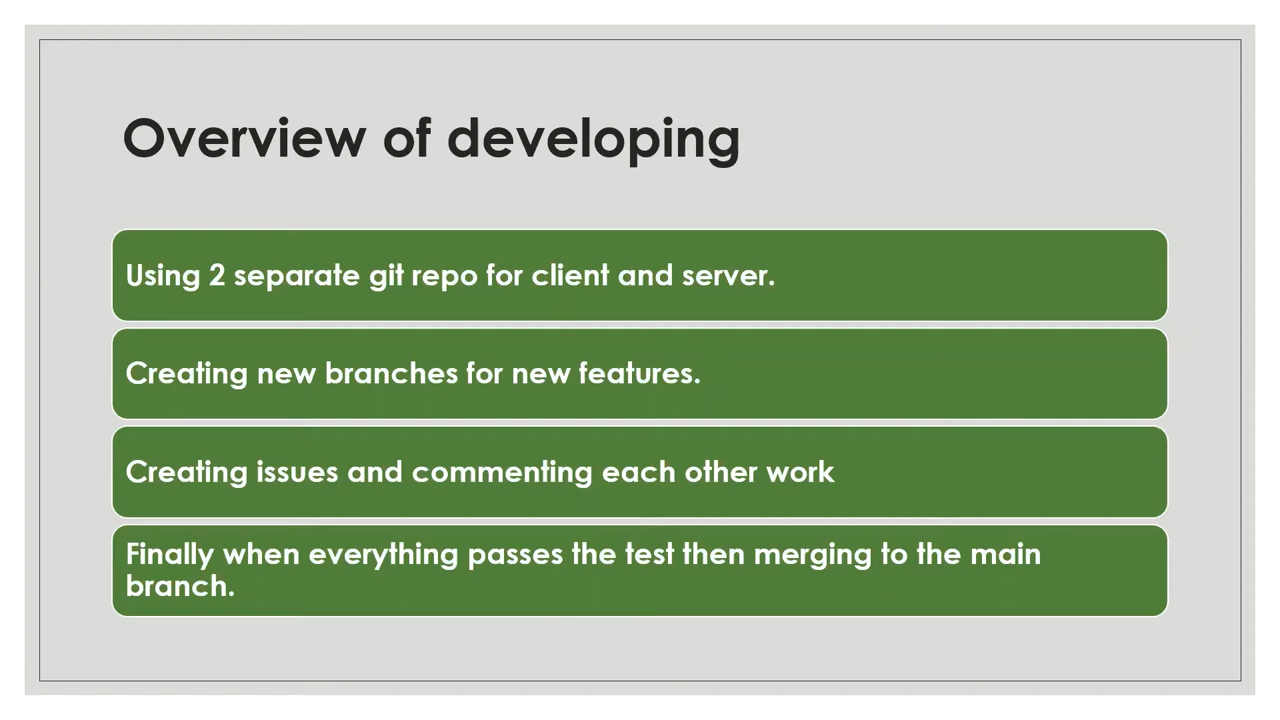 Overview of developing
Using 2 separate git repo for client and server.
Creating new branches for new features.
Creating issues and commenting each other work
Finally when everything passes the test then merging to the main
branch.